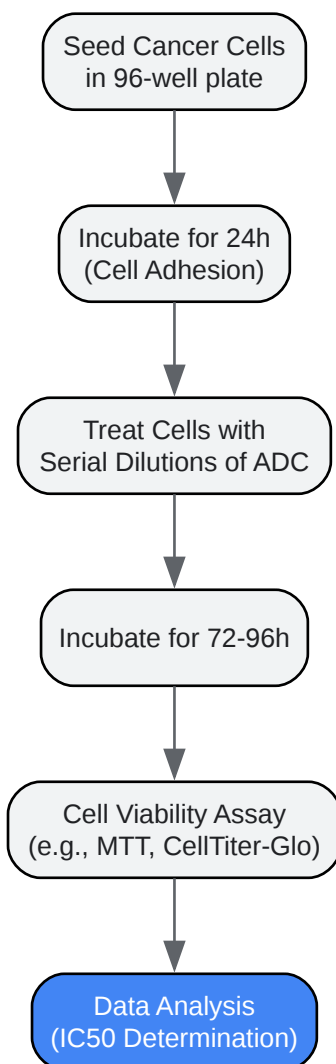 Seed Cancer Cells
in 96-well plate
Incubate for 24h
(Cell Adhesion)
Treat Cells with
Serial Dilutions of ADC
Incubate for 72-96h
Cell Viability Assay
(e.g., MTT, CellTiter-Glo)
Data Analysis
(IC50 Determination)